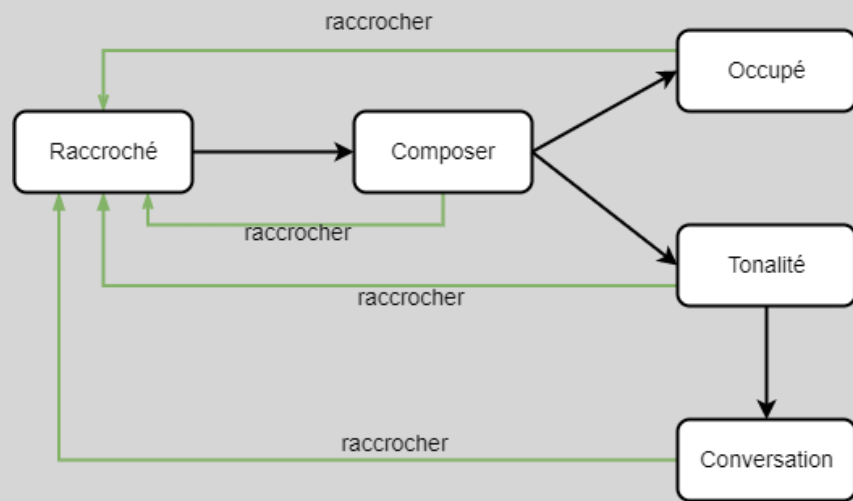 raccrocher
Occupé
Raccroché
Composer
raccrocher
Tonalité
raccrocher
raccrocher
Conversation